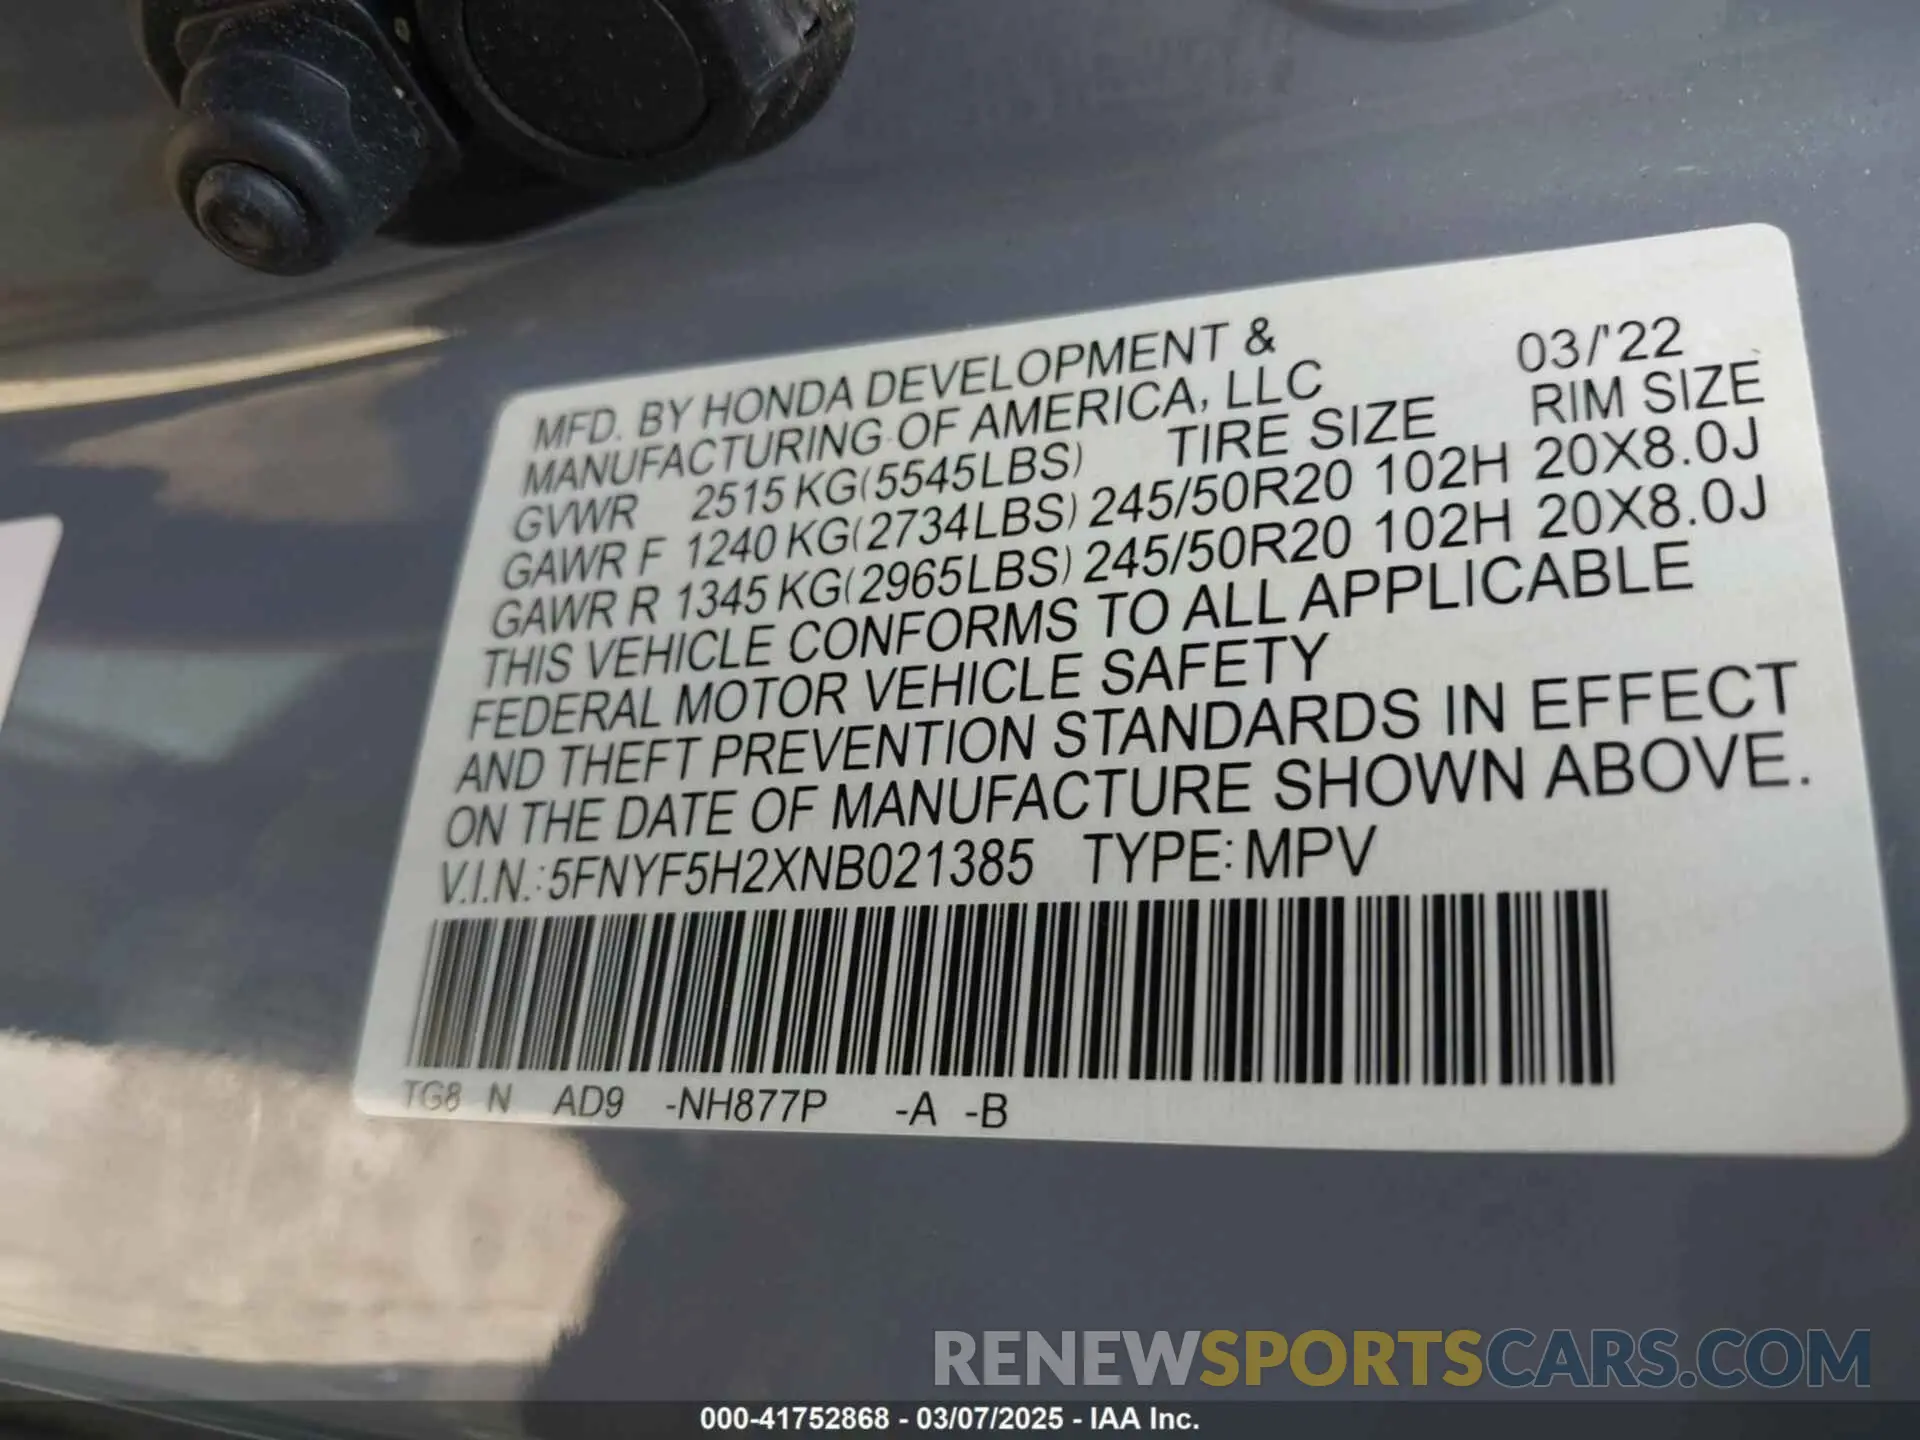 MFD. BY HONDA DEVELOPMENT & 03/'22
MANUFACTURING OF AMERICA, LLC
GVWR 2515 KG(5545LBS) TIRE SIZE RIM SIZE
GAWR F 1240 KG(2734LBS) 245/50R20 102H 20X8.0J
GAWR R 1345 KG(2965LBS) 245/50R20 102H 20X8.0J
THIS VEHICLE CONFORMS TO ALL APPLICABLE
FEDERAL MOTOR VEHICLE SAFETY
AND THEFT PREVENTION STANDARDS IN EFFECT
ON THE DATE OF MANUFACTURE SHOWN ABOVE.
V.I.N.:5FNYF5H2XNB021385 TYPE:MPV
TG8 N AD9 -NH877P -A -B
RENEWSPORTSCARS.COM
000-41752868 - 03/07/2025 - IAA Inc.